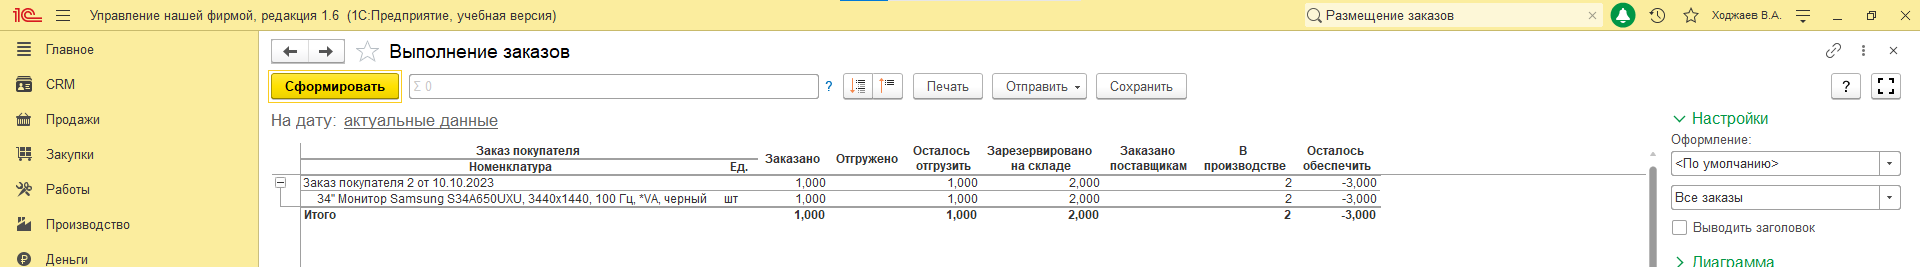 1С Управление нашей фирмой, редакция 1.6 (1С:Предприятие, учебная версия) Размещение заказов Ходжаев В.А.
Главное
CRM
Продажи
Закупки
Работы
Производство
Деньги
Выполнение заказов
Сформировать Σ 0 ? Печать Отправить Сохранить ?
На дату: актуальные данные
Заказ покупателя Заказано Отгружено Осталось отгрузить Зарезервировано на складе Заказано поставщикам В производстве Осталось обеспечить
Номенклатура Ед.
Заказ покупателя 2 от 10.10.2023 1,000 1,000 2,000 2 -3,000
34" Монитор Samsung S34A650UXU, 3440x1440, 100 Гц, *VA, черный шт 1,000 1,000 2,000 2 -3,000
Итого 1,000 1,000 2,000 2 -3,000
Настройки
Оформление:
<По умолчанию>
Все заказы
Выводить заголовок
Диаграмма